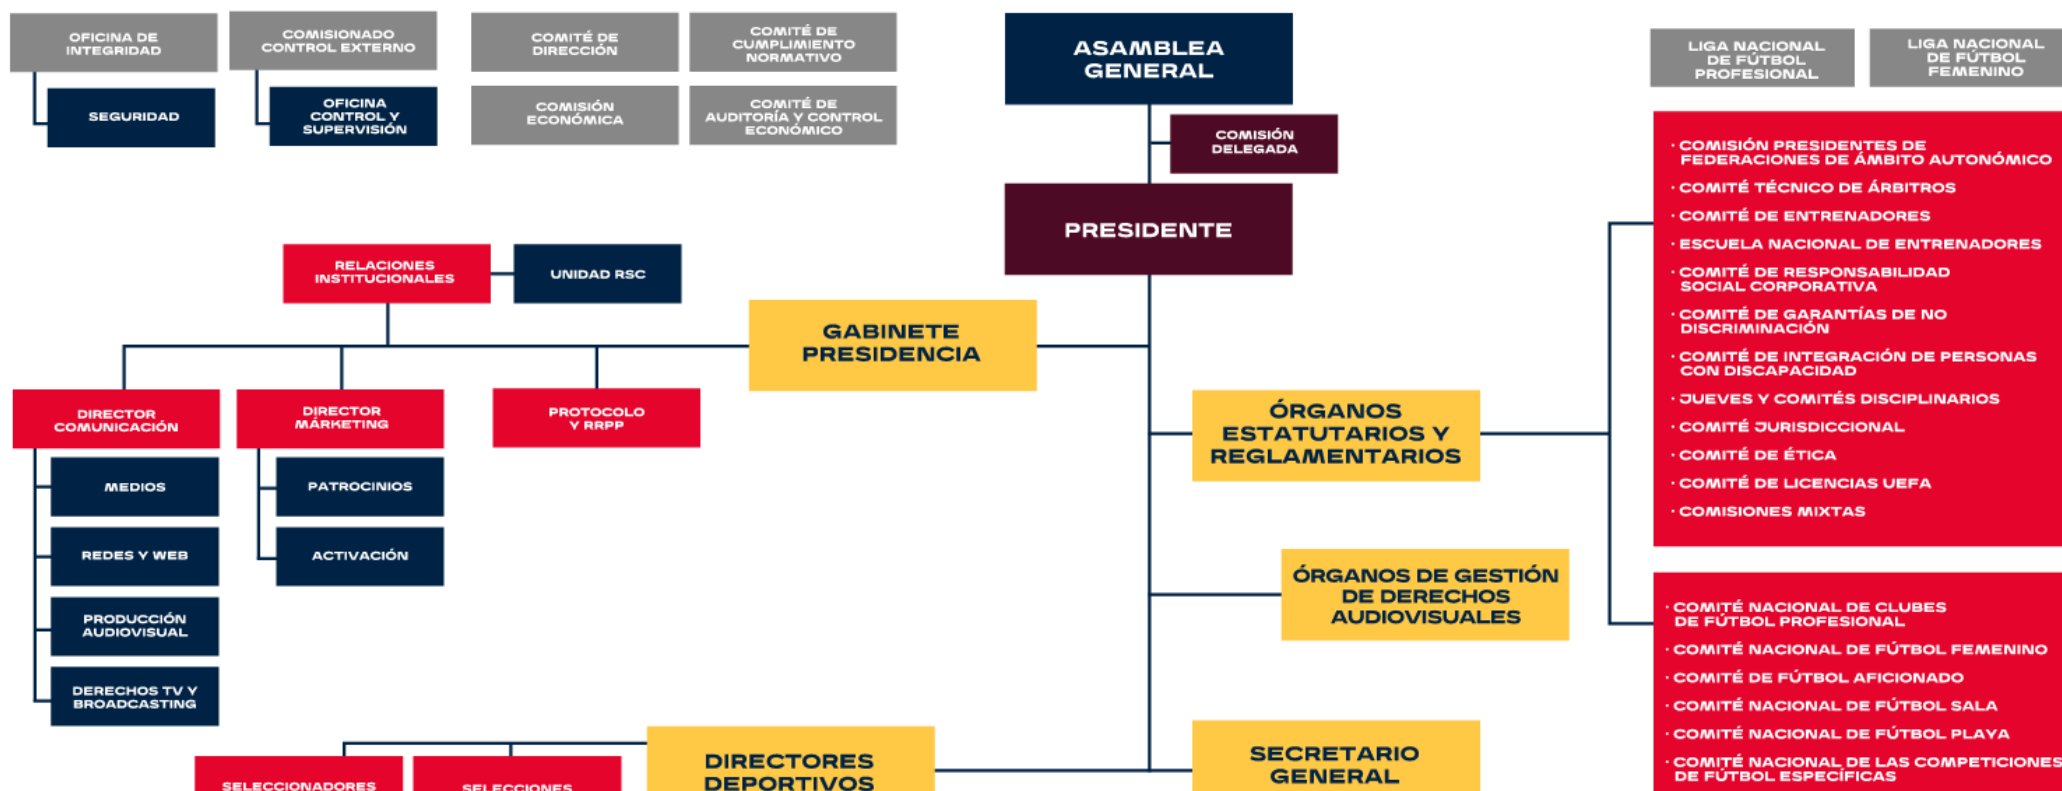 OFICINA DE
INTEGRIDAD
SEGURIDAD
COMISIONADO
CONTROL EXTERNO
OFICINA
CONTROL Y
SUPERVISIÓN
COMITÉ DE
DIRECCIÓN
COMITÉ DE
CUMPLIMIENTO
NORMATIVO
COMISIÓN
ECONÓMICA
COMITÉ DE
AUDITORÍA Y CONTROL
ECONÓMICO
ASAMBLEA
GENERAL
COMISIÓN
DELEGADA
PRESIDENTE
LIGA NACIONAL
DE FÚTBOL
PROFESIONAL
LIGA NACIONAL
DE FÚTBOL
FEMENINO
RELACIONES
INSTITUCIONALES
UNIDAD RSC
GABINETE
PRESIDENCIA
DIRECTOR
COMUNICACIÓN
MEDIOS
REDES Y WEB
PRODUCCIÓN
AUDIOVISUAL
DERECHOS TV Y
BROADCASTING
DIRECTOR
MÁRKETING
PATROCINIOS
ACTIVACIÓN
PROTOCOLO
Y RRPP
ÓRGANOS
ESTATUTARIOS Y
REGLAMENTARIOS
· COMISIÓN PRESIDENTES DE
FEDERACIONES DE ÁMBITO AUTONÓMICO
· COMITÉ TÉCNICO DE ÁRBITROS
· COMITÉ DE ENTRENADORES
· ESCUELA NACIONAL DE ENTRENADORES
· COMITÉ DE RESPONSABILIDAD
SOCIAL CORPORATIVA
· COMITÉ DE GARANTÍAS DE NO
DISCRIMINACIÓN
· COMITÉ DE INTEGRACIÓN DE PERSONAS
CON DISCAPACIDAD
· JUEVES Y COMITÉS DISCIPLINARIOS
· COMITÉ JURISDICCIONAL
· COMITÉ DE ÉTICA
· COMITÉ DE LICENCIAS UEFA
· COMISIONES MIXTAS
ÓRGANOS DE GESTIÓN
DE DERECHOS
AUDIOVISUALES
· COMITÉ NACIONAL DE CLUBES
DE FÚTBOL PROFESIONAL
· COMITÉ NACIONAL DE FÚTBOL FEMENINO
· COMITÉ DE FÚTBOL AFICIONADO
· COMITÉ NACIONAL DE FÚTBOL SALA
· COMITÉ NACIONAL DE FÚTBOL PLAYA
· COMITÉ NACIONAL DE LAS COMPETICIONES
DE FÚTBOL ESPECÍFICAS
DIRECTORES
DEPORTIVOS
SECRETARIO
GENERAL
SELECCIONADORES
SELECCIONES